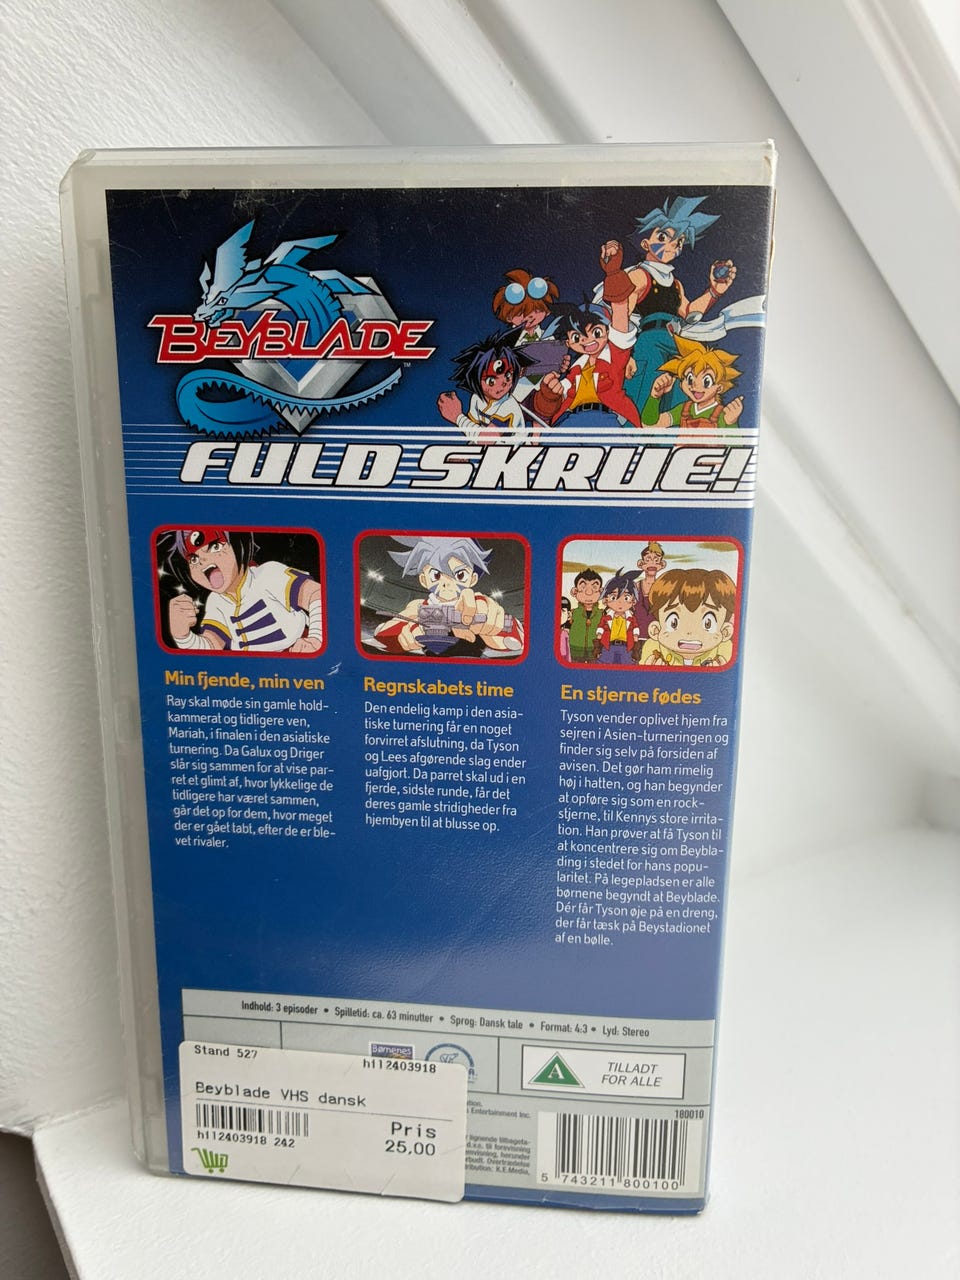 BEYBLADE
™
FULD SKRUE!
Min fjende, min ven
Ray skal møde sin gamle hold-
kammerat og tidligere ven,
Mariah, i finalen i den asiatiske
turnering. Da Galux og Driger
slår sig sammen for at vise par-
ret et glimt af, hvor lykkelige de
tidligere har været sammen,
går det op for dem, hvor meget
der er gået tabt, efter de er ble-
vet rivaler.
Regnskabets time
Den endelig kamp i den asia-
tiske turnering får en noget
forvirret afslutning, da Tyson
og Lees afgørende slag ender
uafgjort. Da parret skal ud i en
fjerde, sidste runde, får det
deres gamle stridigheder fra
hjembyen til at blusse op.
En stjerne fødes
Tyson vender oplivet hjem fra
sejren i Asien-turneringen og
finder sig selv på forsiden af
avisen. Det gør ham rimelig
høj i hatten, og han begynder
at opføre sig som en rock-
stjerne, til Kennys store irrita-
tion. Han prøver at få Tyson til
at koncentrere sig om Beybla-
ding i stedet for hans popu-
laritet. På legepladsen er alle
børnene begyndt at Beyblade.
Dér får Tyson øje på en dreng,
der får tæsk på Beystadionet
af en bølle.
Indhold: 3 episoder • Spilletid: ca. 63 minutter • Sprog: Dansk tale • Format: 4:3 • Lyd: Stereo
Børnenes
A
TILLADT
FOR ALLE
Stand 527
h112403918
Beyblade VHS dansk
h112403918 242
Pris
25,00
Entertainment Inc.
180010
lignende tilbageta-
til forevisning
herunder
Overtrædelse
K.E.Media,
5 743211 800100